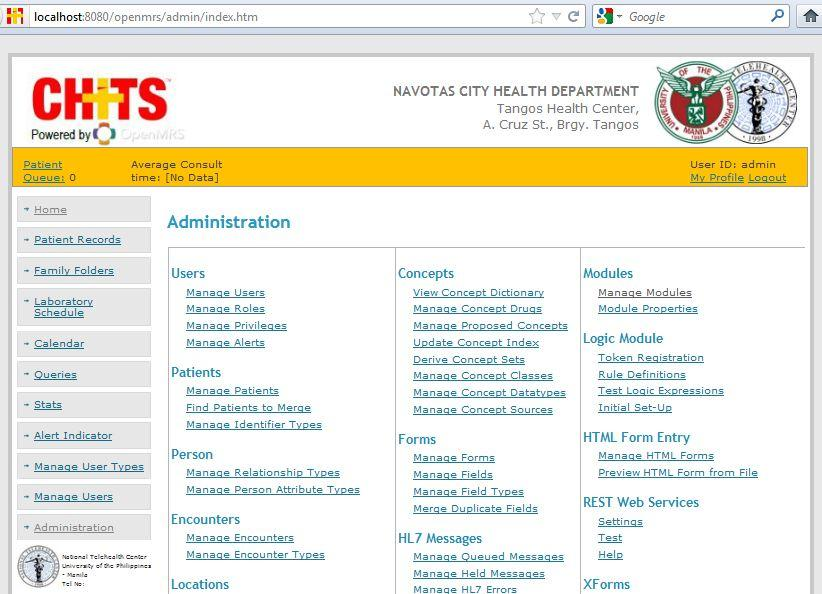 localhost:8080/openmrs/admin/index.htm
Google
CHITS
TM
Powered by OpenMRS
NAVOTAS CITY HEALTH DEPARTMENT
Tangos Health Center,
A. Cruz St., Brgy. Tangos
UNIVERSITY OF THE PHILIPPINES
MANILA
TELEHEALTH CENTER
1998
Patient
Queue: 0
Average Consult
time: [No Data]
User ID: admin
My Profile Logout
Home
Patient Records
Family Folders
Laboratory
Schedule
Calendar
Queries
Stats
Alert Indicator
Manage User Types
Manage Users
Administration
National Telehealth Center
University of the Philippines
- Manila
Tel No:
Administration
Users
Manage Users
Manage Roles
Manage Privileges
Manage Alerts
Patients
Manage Patients
Find Patients to Merge
Manage Identifier Types
Person
Manage Relationship Types
Manage Person Attribute Types
Encounters
Manage Encounters
Manage Encounter Types
Locations
Concepts
View Concept Dictionary
Manage Concept Drugs
Manage Proposed Concepts
Update Concept Index
Derive Concept Sets
Manage Concept Classes
Manage Concept Datatypes
Manage Concept Sources
Forms
Manage Forms
Manage Fields
Manage Field Types
Merge Duplicate Fields
HL7 Messages
Manage Queued Messages
Manage Held Messages
Manage HL7 Errors
Modules
Manage Modules
Module Properties
Logic Module
Token Registration
Rule Definitions
Test Logic Expressions
Initial Set-Up
HTML Form Entry
Manage HTML Forms
Preview HTML Form from File
REST Web Services
Settings
Test
Help
XForms